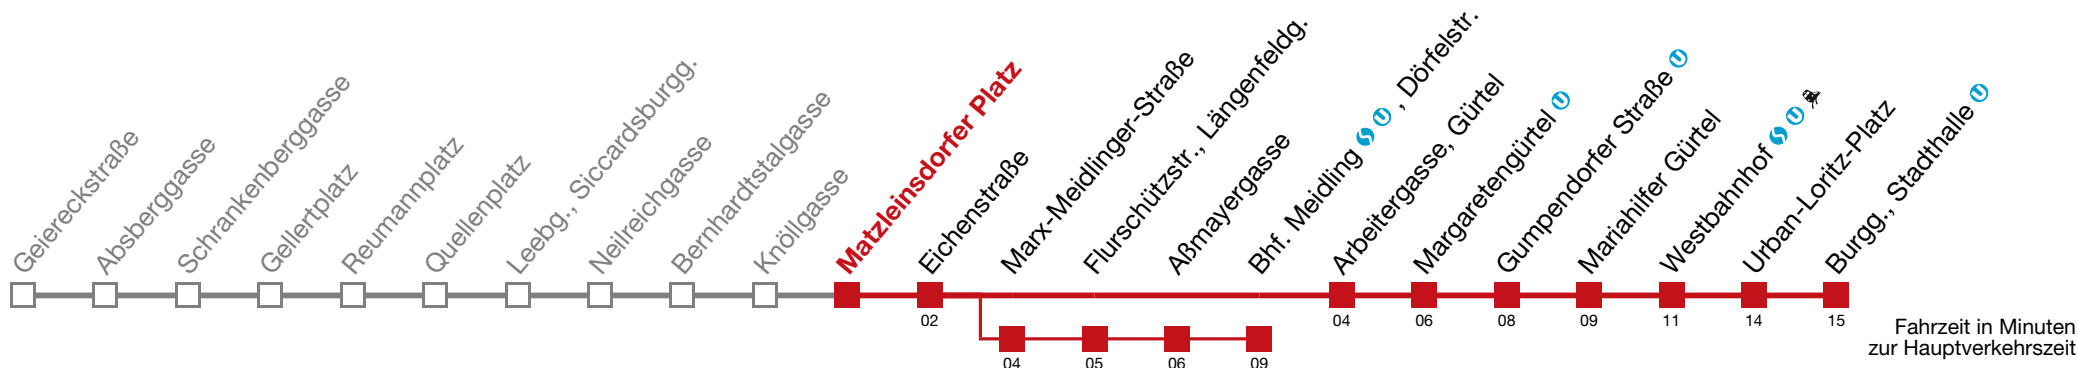 Geiereckstraße
Absberggasse
Schrankenberggasse
Gellertplatz
Reumannplatz
Quellenplatz
Leebg., Siccardsburgg.
Neilreichgasse
Bernhardtstalgasse
Knöllgasse
Matzleinsdorfer Platz
Eichenstraße
Marx-Meidlinger-Straße
Flurschützstr., Längenfeldg.
Aßmayergasse
Bhf. Meidling S U , Dörfelstr.
Arbeitergasse, Gürtel
Margaretengürtel U
Gumpendorfer Straße U
Mariahilfer Gürtel
Westbahnhof S U
Urban-Loritz-Platz
Burgg., Stadthalle U
02 04 06 08 09 11 14 15
04 05 06 09
Fahrzeit in Minuten
zur Hauptverkehrszeit